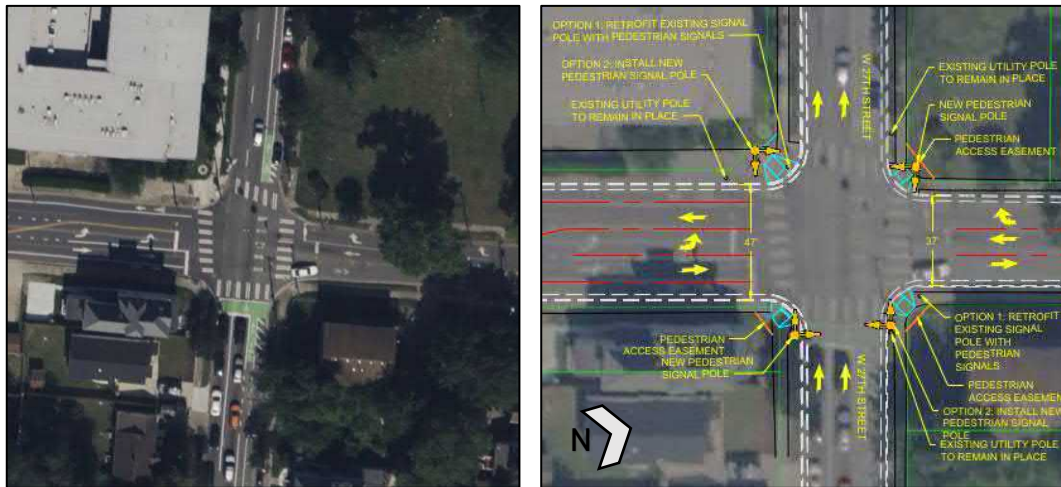 OPTION 1: RETROFIT EXISTING SIGNAL
POLE WITH PEDESTRIAN SIGNALS
OPTION 2: INSTALL NEW
PEDESTRIAN SIGNAL POLE
EXISTING UTILITY POLE
TO REMAIN IN PLACE
W 27TH STREET
EXISTING UTILITY POLE
TO REMAIN IN PLACE
NEW PEDESTRIAN
SIGNAL POLE
PEDESTRIAN
ACCESS EASEMENT
47'
37'
PEDESTRIAN
ACCESS EASEMENT
NEW PEDESTRIAN
SIGNAL POLE
W 27TH STREET
OPTION 1: RETROFIT
EXISTING SIGNAL
POLE WITH
PEDESTRIAN
SIGNALS
PEDESTRIAN
ACCESS EASEMENT
OPTION 2: INSTALL NEW
PEDESTRIAN SIGNAL
POLE
EXISTING UTILITY POLE
TO REMAIN IN PLACE
N